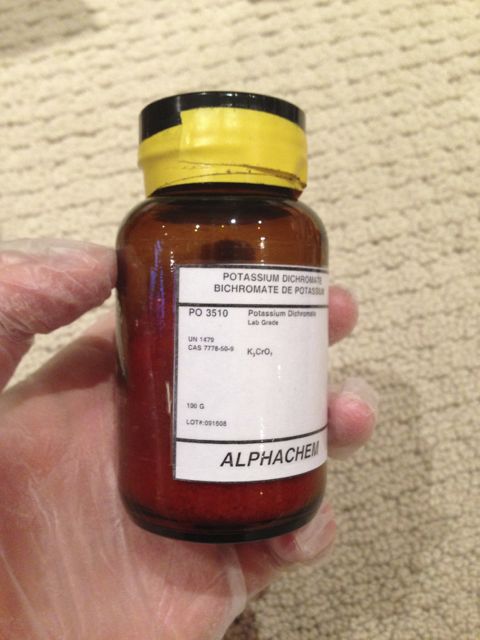 POTASSIUM DICHROMATE
BICHROMATE DE POTASSIUM
PO 3510 Potassium Dichromate
Lab Grade
UN 1479
CAS 7778-50-9
K₂CrO₇
100 G
LOT#:091508
ALPHACHEM